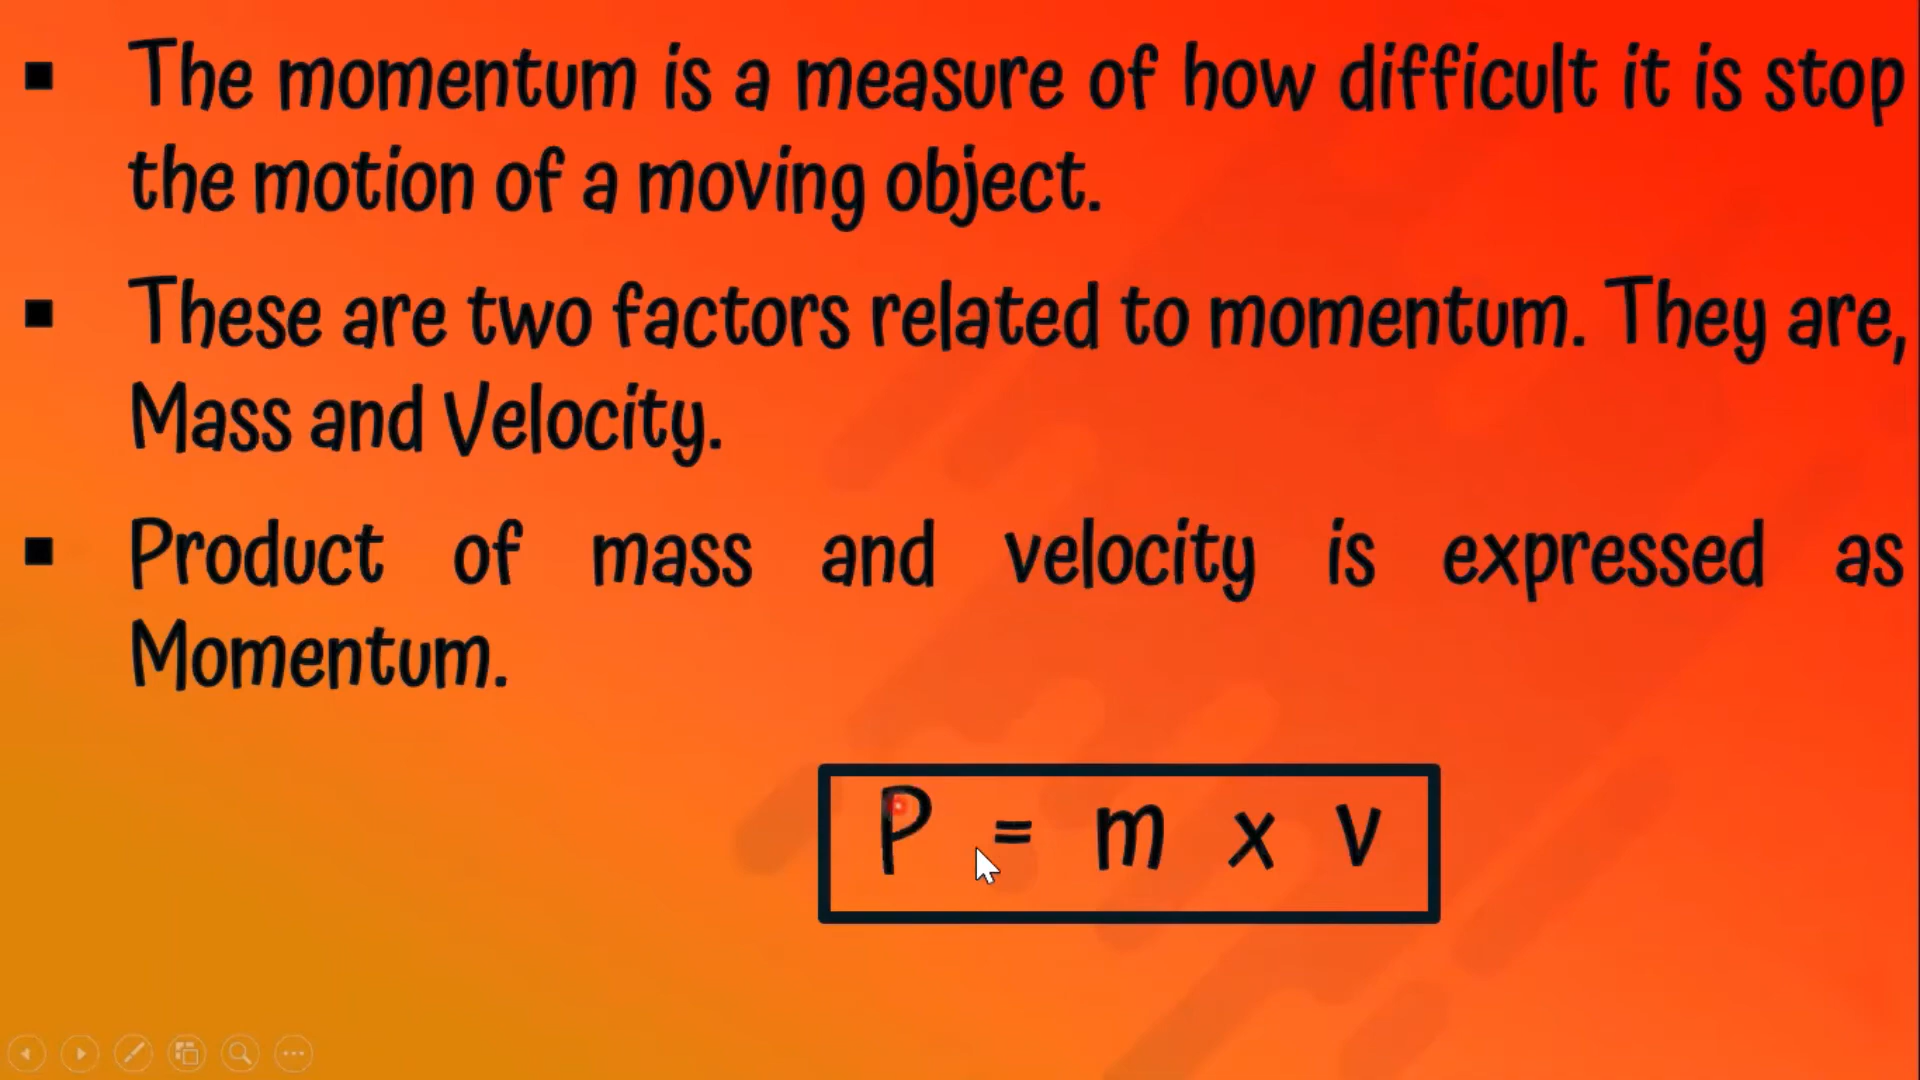 ▪ The momentum is a measure of how difficult it is stop
the motion of a moving object.
▪ These are two factors related to momentum. They are,
Mass and Velocity.
▪ Product of mass and velocity is expressed as
Momentum.
P = m x v